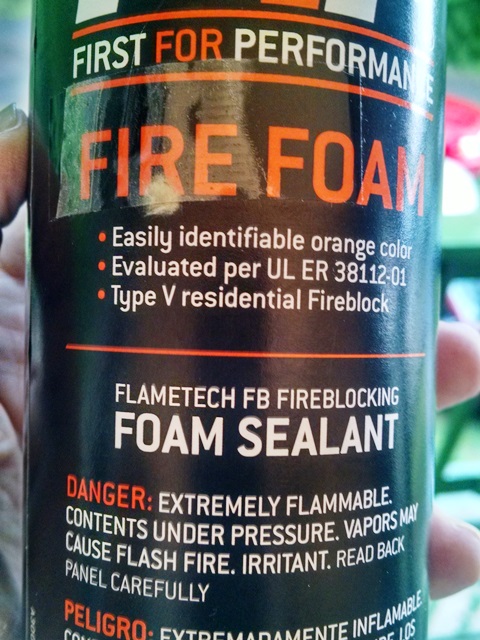 FIRST FOR PERFORMANCE
FIRE FOAM
• Easily identifiable orange color
• Evaluated per UL ER 38112-01
• Type V residential Fireblock
FLAMETECH FB FIREBLOCKING
FOAM SEALANT
DANGER: EXTREMELY FLAMMABLE.
CONTENTS UNDER PRESSURE. VAPORS MAY
CAUSE FLASH FIRE. IRRITANT. READ BACK
PANEL CAREFULLY
PELIGRO: EXTREMADAMENTE INFLAMABLE.